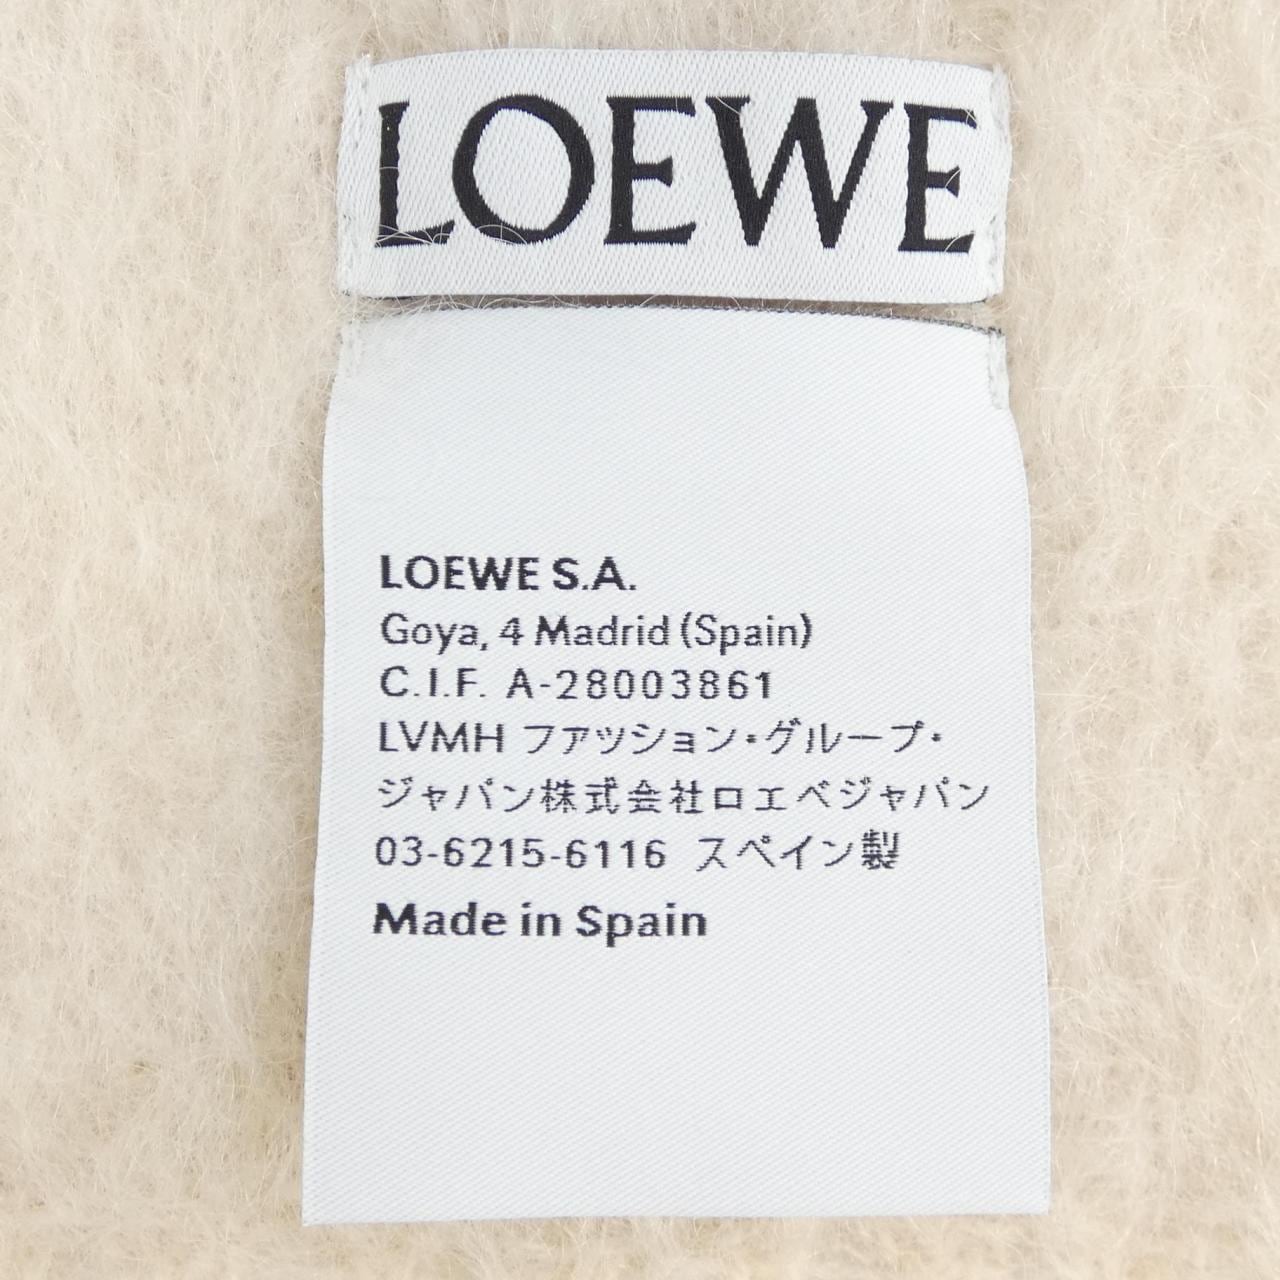 LOEWE
LOEWE S.A.
Goya, 4 Madrid (Spain)
C.I.F. A-28003861
LVMH ファッション・グループ・
ジャパン株式会社ロエベジャパン
03-6215-6116 スペイン製
Made in Spain